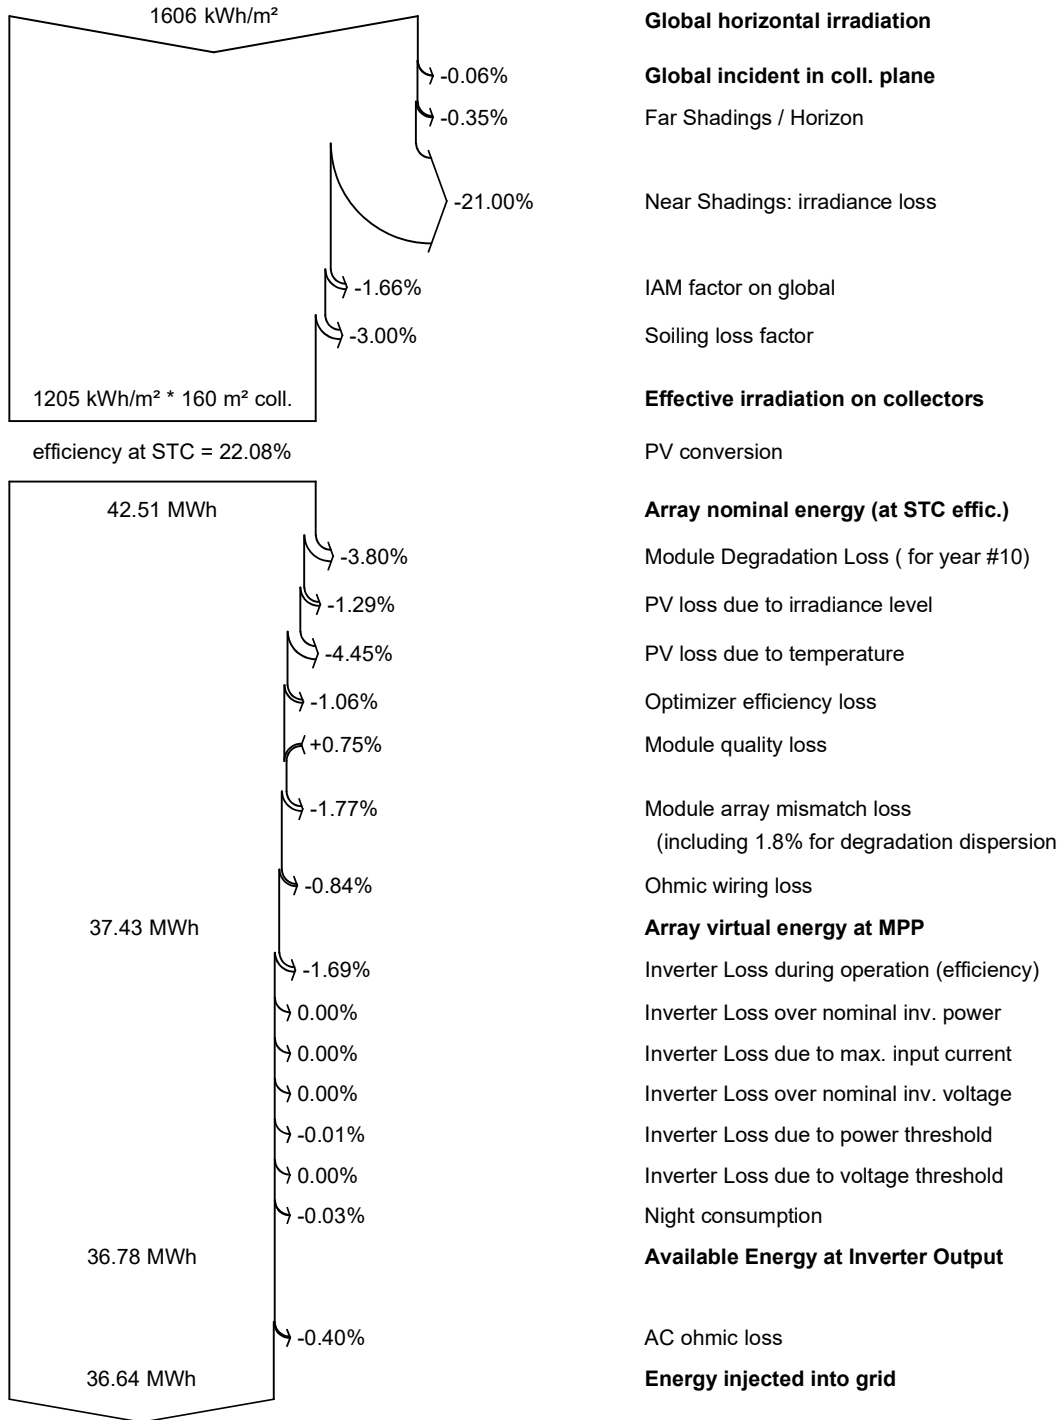 1606 kWh/m² Global horizontal irradiation
-0.06% Global incident in coll. plane
-0.35% Far Shadings / Horizon
-21.00% Near Shadings: irradiance loss
-1.66% IAM factor on global
-3.00% Soiling loss factor
1205 kWh/m² * 160 m² coll. Effective irradiation on collectors
efficiency at STC = 22.08% PV conversion
42.51 MWh Array nominal energy (at STC effic.)
-3.80% Module Degradation Loss ( for year #10)
-1.29% PV loss due to irradiance level
-4.45% PV loss due to temperature
-1.06% Optimizer efficiency loss
+0.75% Module quality loss
-1.77% Module array mismatch loss
(including 1.8% for degradation dispersion
-0.84% Ohmic wiring loss
37.43 MWh Array virtual energy at MPP
-1.69% Inverter Loss during operation (efficiency)
0.00% Inverter Loss over nominal inv. power
0.00% Inverter Loss due to max. input current
0.00% Inverter Loss over nominal inv. voltage
-0.01% Inverter Loss due to power threshold
0.00% Inverter Loss due to voltage threshold
-0.03% Night consumption
36.78 MWh Available Energy at Inverter Output
-0.40% AC ohmic loss
36.64 MWh Energy injected into grid